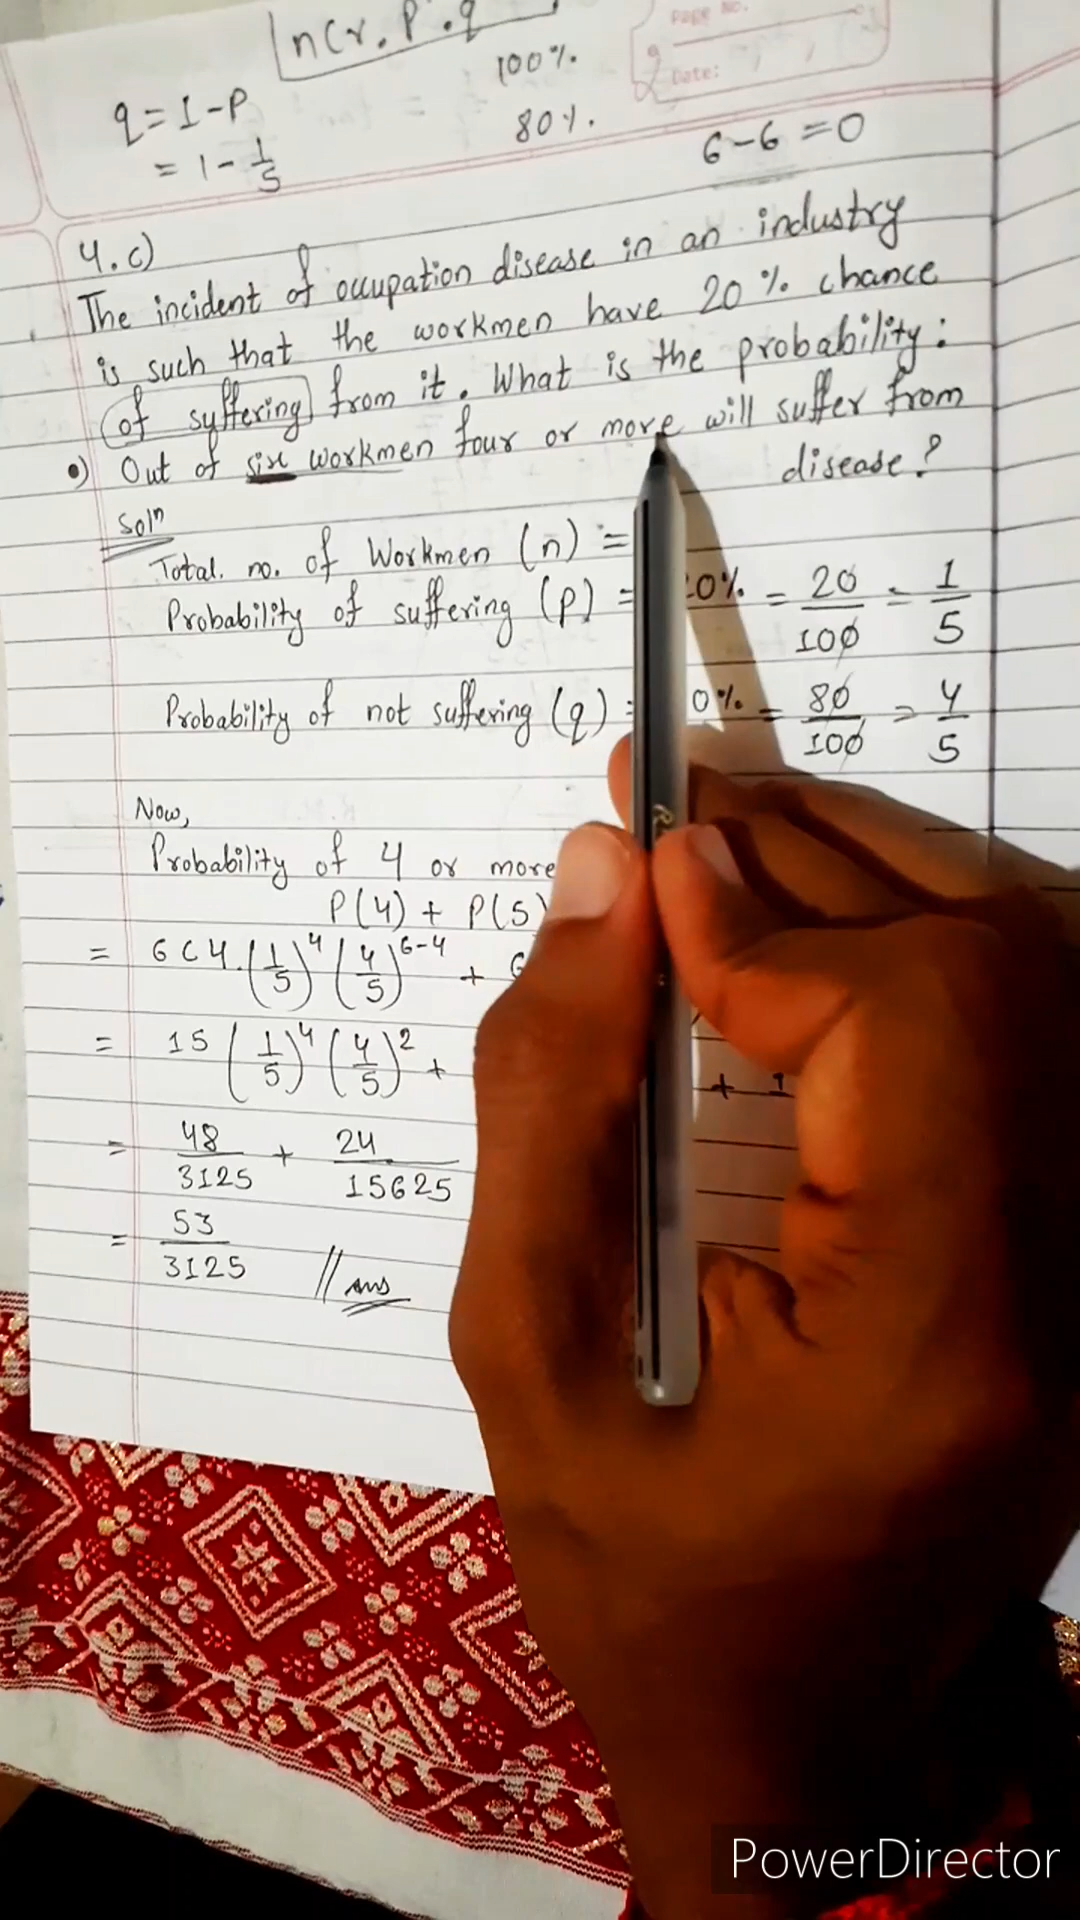 nCr. P . q
Page No.
Date:
100%.
80%.
q = 1 - P
= 1 - 1/5
6 - 6 = 0
4. c)
The incident of occupation disease in an industry
is such that the workmen have 20 % chance
of suffering from it. What is the probability :
Out of six workmen four or more will suffer from
disease?
Soln
Total. no. of Workmen (n) =
Probability of suffering (p) = 20% = 20/100 = 1/5
Probability of not suffering (q) = 0% = 80/100 = 4/5
Now,
Probability of 4 or more
P(4) + P(5)
= 6C4. (1/5)^4 (4/5)^6-4 + 6
= 15 (1/5)^4 (4/5)^2 + + 1
= 48/3125 + 24/15625
= 53/3125 // ans
PowerDirector